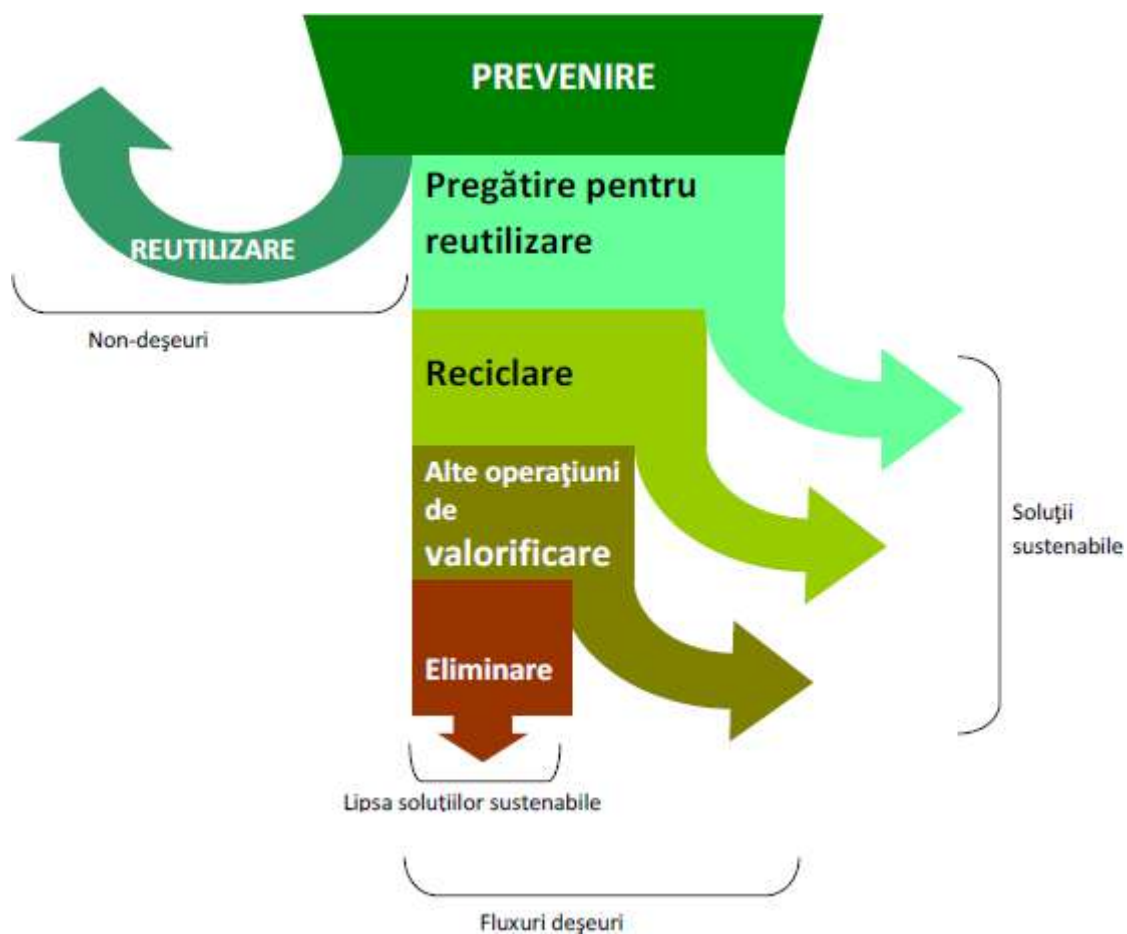 PREVENIRE
Pregătire pentru
reutilizare
REUTILIZARE
Non-deşeuri
Reciclare
Alte operaţiuni
de
valorificare
Soluţii
sustenabile
Eliminare
Lipsa soluţiilor sustenabile
Fluxuri deşeuri